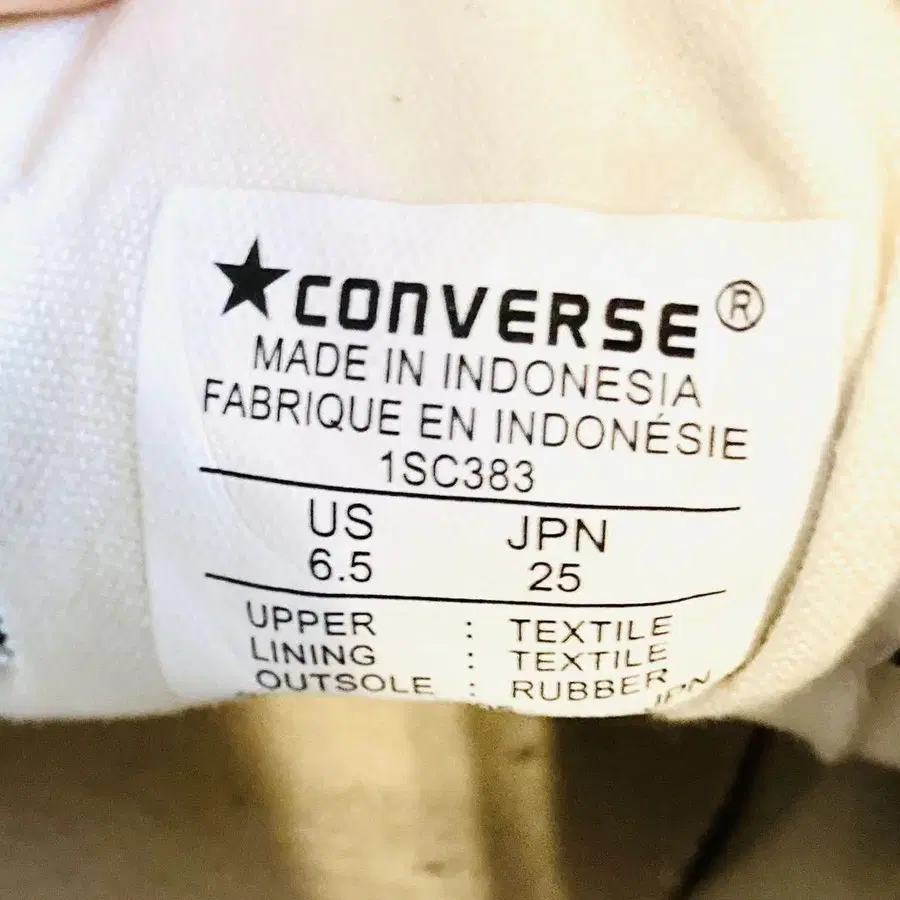 ★CONVERSE®
MADE IN INDONESIA
FABRIQUE EN INDONÉSIE
1SC383
US JPN
6.5 25
UPPER : TEXTILE
LINING : TEXTILE
OUTSOLE : RUBBER
JPN